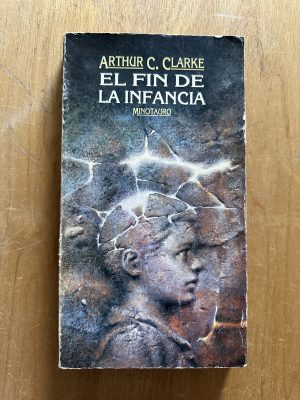 ARTHUR C. CLARKE
EL FIN DE
LA INFANCIA
MINOTAURO